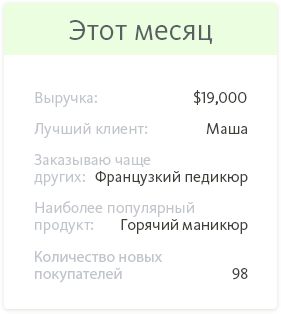 Этот месяц
Выручка: $19,000
Лучший клиент: Маша
Заказываю чаще
других: Французкий педикюр
Наиболее популярный
продукт: Горячий маникюр
Количество новых
покупателей 98